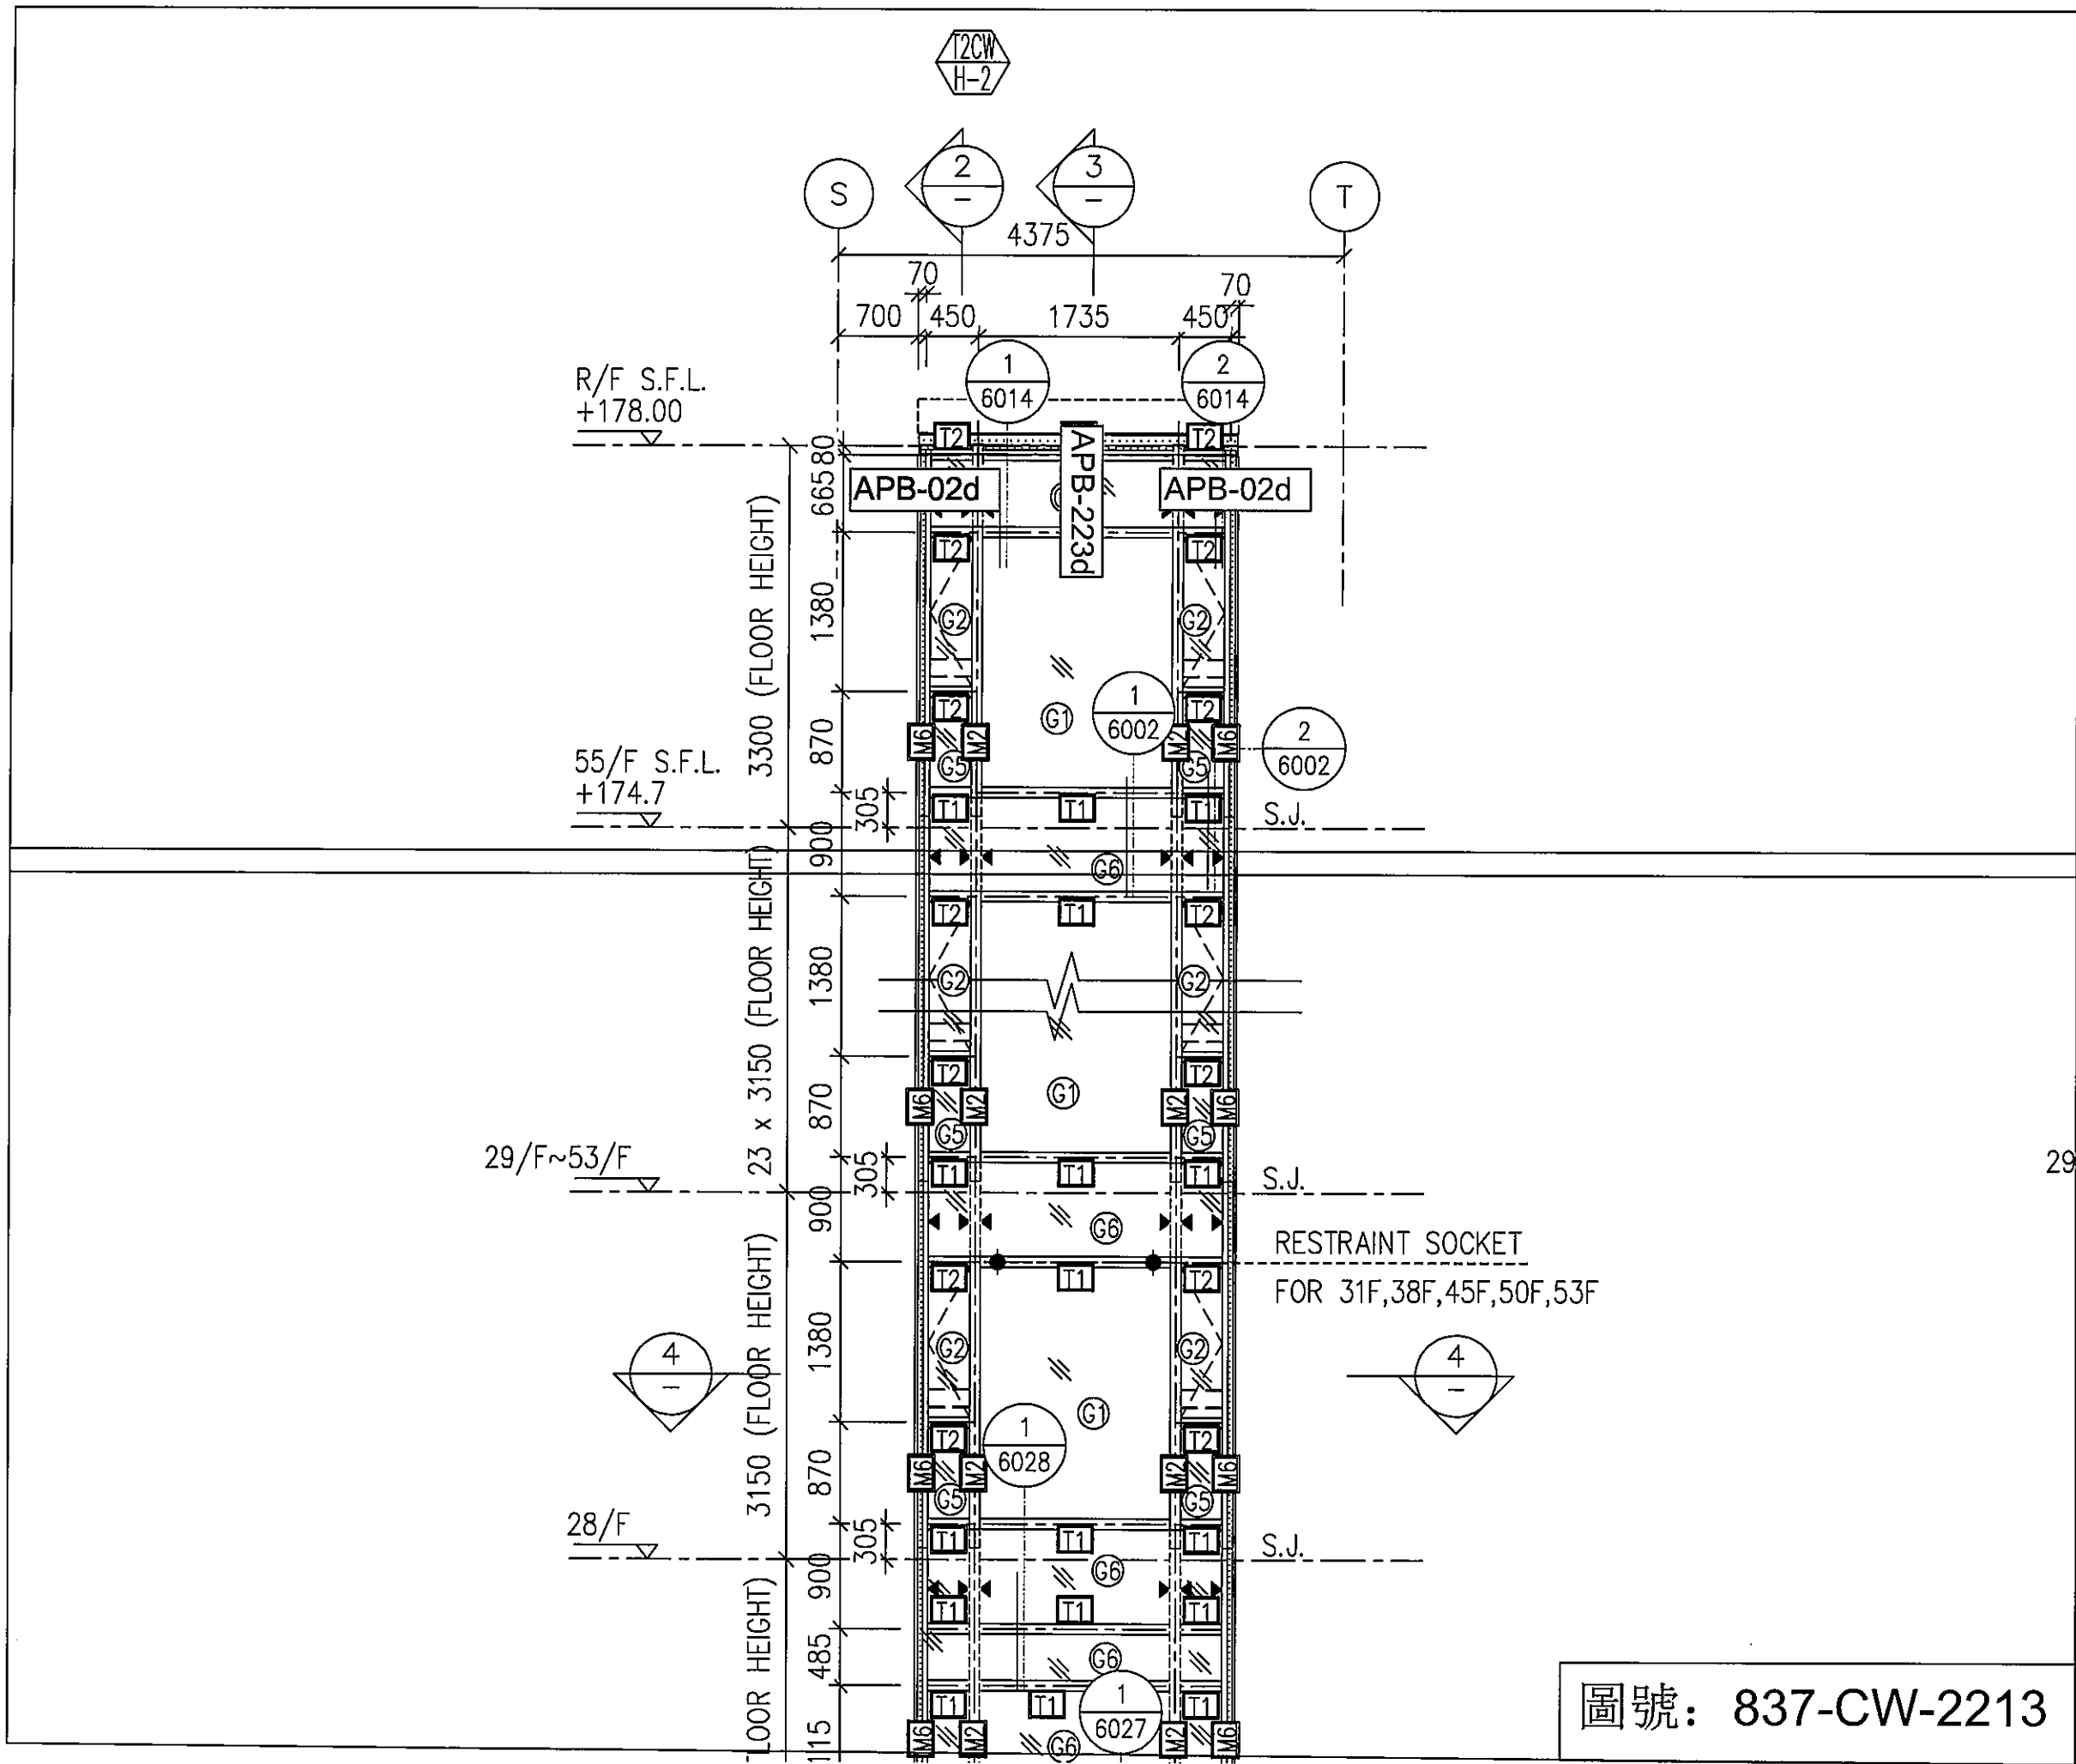 T2CW
H-2
S
2
-
3
-
T
4375
70
70
700
450
1735
450
1
6014
2
6014
R/F S.F.L.
+178.00
T2
T2
80
665
APB-02d
APB-223d
APB-02d
T2
T2
3300 (FLOOR HEIGHT)
1380
G2
G2
G1
1
6002
T2
T2
M6
M2
M2
M6
2
6002
870
G5
G5
55/F S.F.L.
+174.7
305
T1
T1
T1
S.J.
900
G6
T2
T1
T2
23 x 3150 (FLOOR HEIGHT)
1380
G2
G2
T2
T2
G1
870
M6
M2
M2
M6
G5
G5
29/F~53/F
305
T1
T1
T1
S.J.
29
900
G6
RESTRAINT SOCKET
FOR 31F,38F,45F,50F,53F
T2
T1
T2
3150 (FLOOR HEIGHT)
1380
G2
G2
4
-
4
-
G1
1
6028
T2
T2
870
M6
M2
M2
M6
G5
G5
28/F
305
T1
T1
T1
S.J.
900
G6
T1
T1
T1
LOOR HEIGHT)
485
G6
T1
T1
1
6027
T1
115
M6
M2
G6
M2
M6
圖號：837-CW-2213